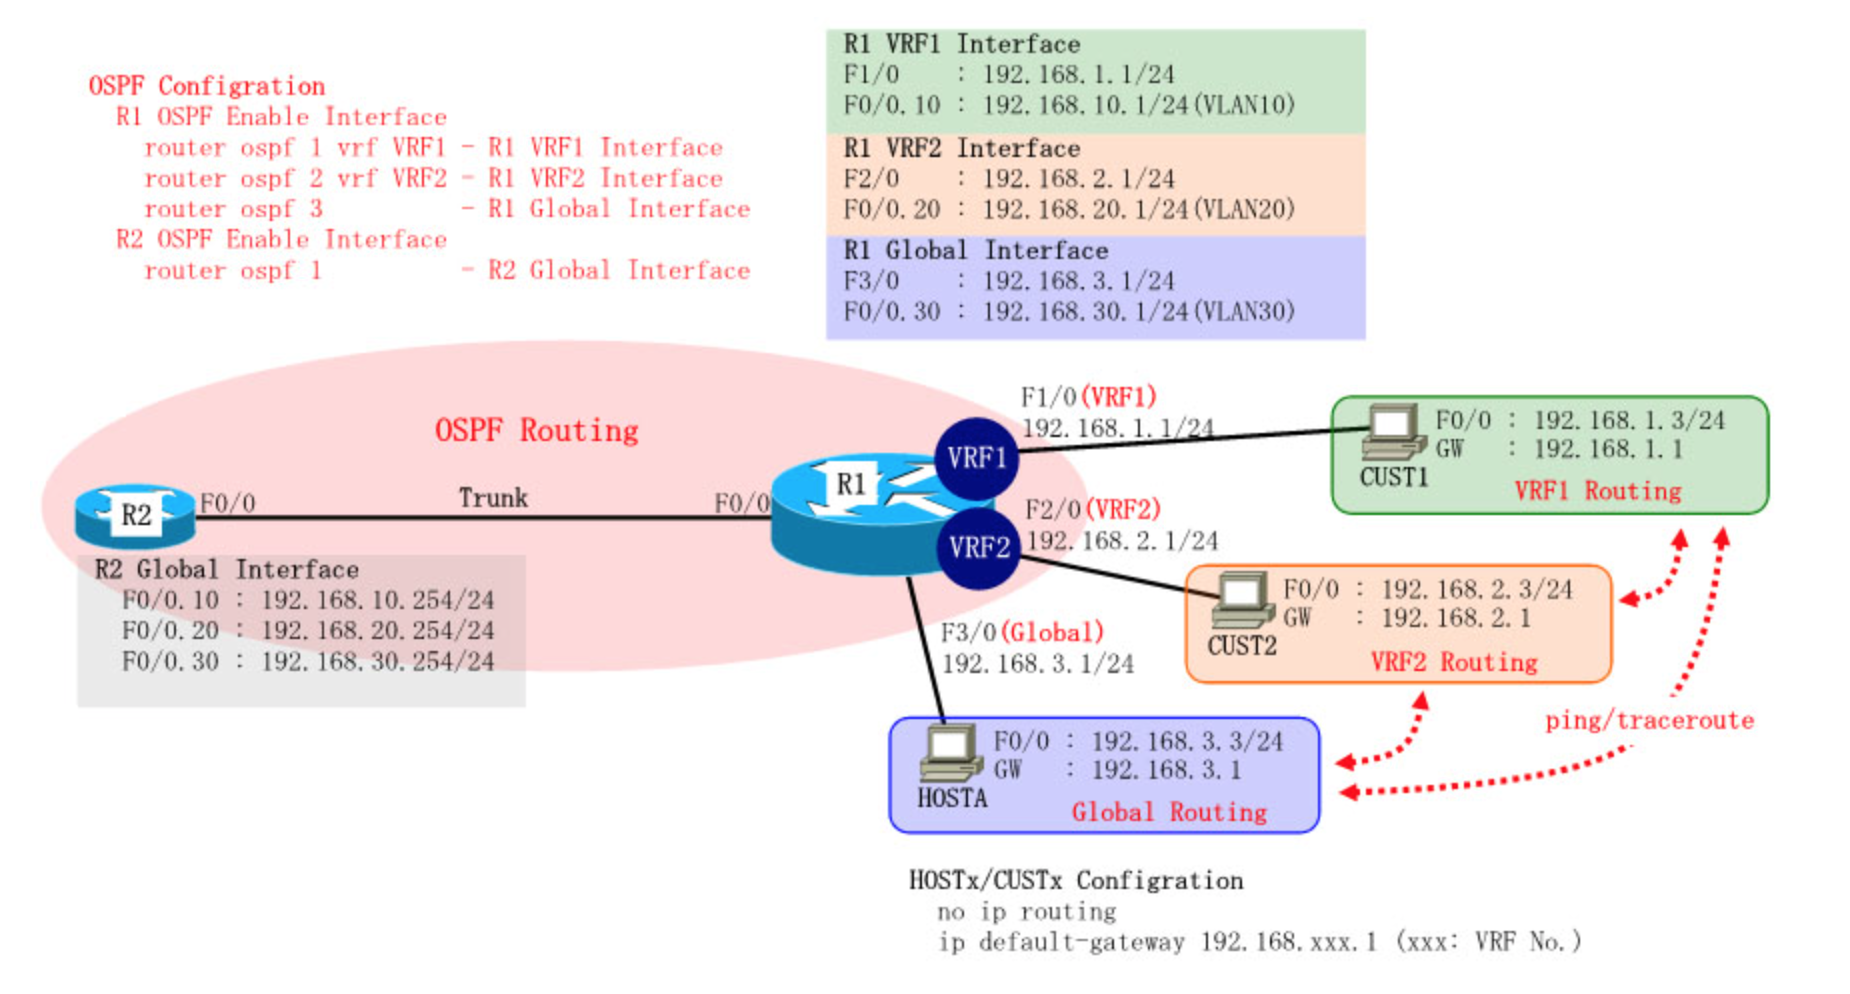 OSPF Configration
R1 OSPF Enable Interface
router ospf 1 vrf VRF1 - R1 VRF1 Interface
router ospf 2 vrf VRF2 - R1 VRF2 Interface
router ospf 3 - R1 Global Interface
R2 OSPF Enable Interface
router ospf 1 - R2 Global Interface
R1 VRF1 Interface
F1/0 : 192.168.1.1/24
F0/0.10 : 192.168.10.1/24(VLAN10)
R1 VRF2 Interface
F2/0 : 192.168.2.1/24
F0/0.20 : 192.168.20.1/24(VLAN20)
R1 Global Interface
F3/0 : 192.168.3.1/24
F0/0.30 : 192.168.30.1/24(VLAN30)
OSPF Routing
R2
F0/0
Trunk
F0/0
R1
VRF1
VRF2
F1/0(VRF1)
192.168.1.1/24
F0/0 : 192.168.1.3/24
GW : 192.168.1.1
CUST1
VRF1 Routing
F2/0(VRF2)
192.168.2.1/24
F0/0 : 192.168.2.3/24
GW : 192.168.2.1
CUST2
VRF2 Routing
R2 Global Interface
F0/0.10 : 192.168.10.254/24
F0/0.20 : 192.168.20.254/24
F0/0.30 : 192.168.30.254/24
F3/0(Global)
192.168.3.1/24
ping/traceroute
F0/0 : 192.168.3.3/24
GW : 192.168.3.1
HOSTA
Global Routing
HOSTx/CUSTx Configration
no ip routing
ip default-gateway 192.168.xxx.1 (xxx: VRF No.)